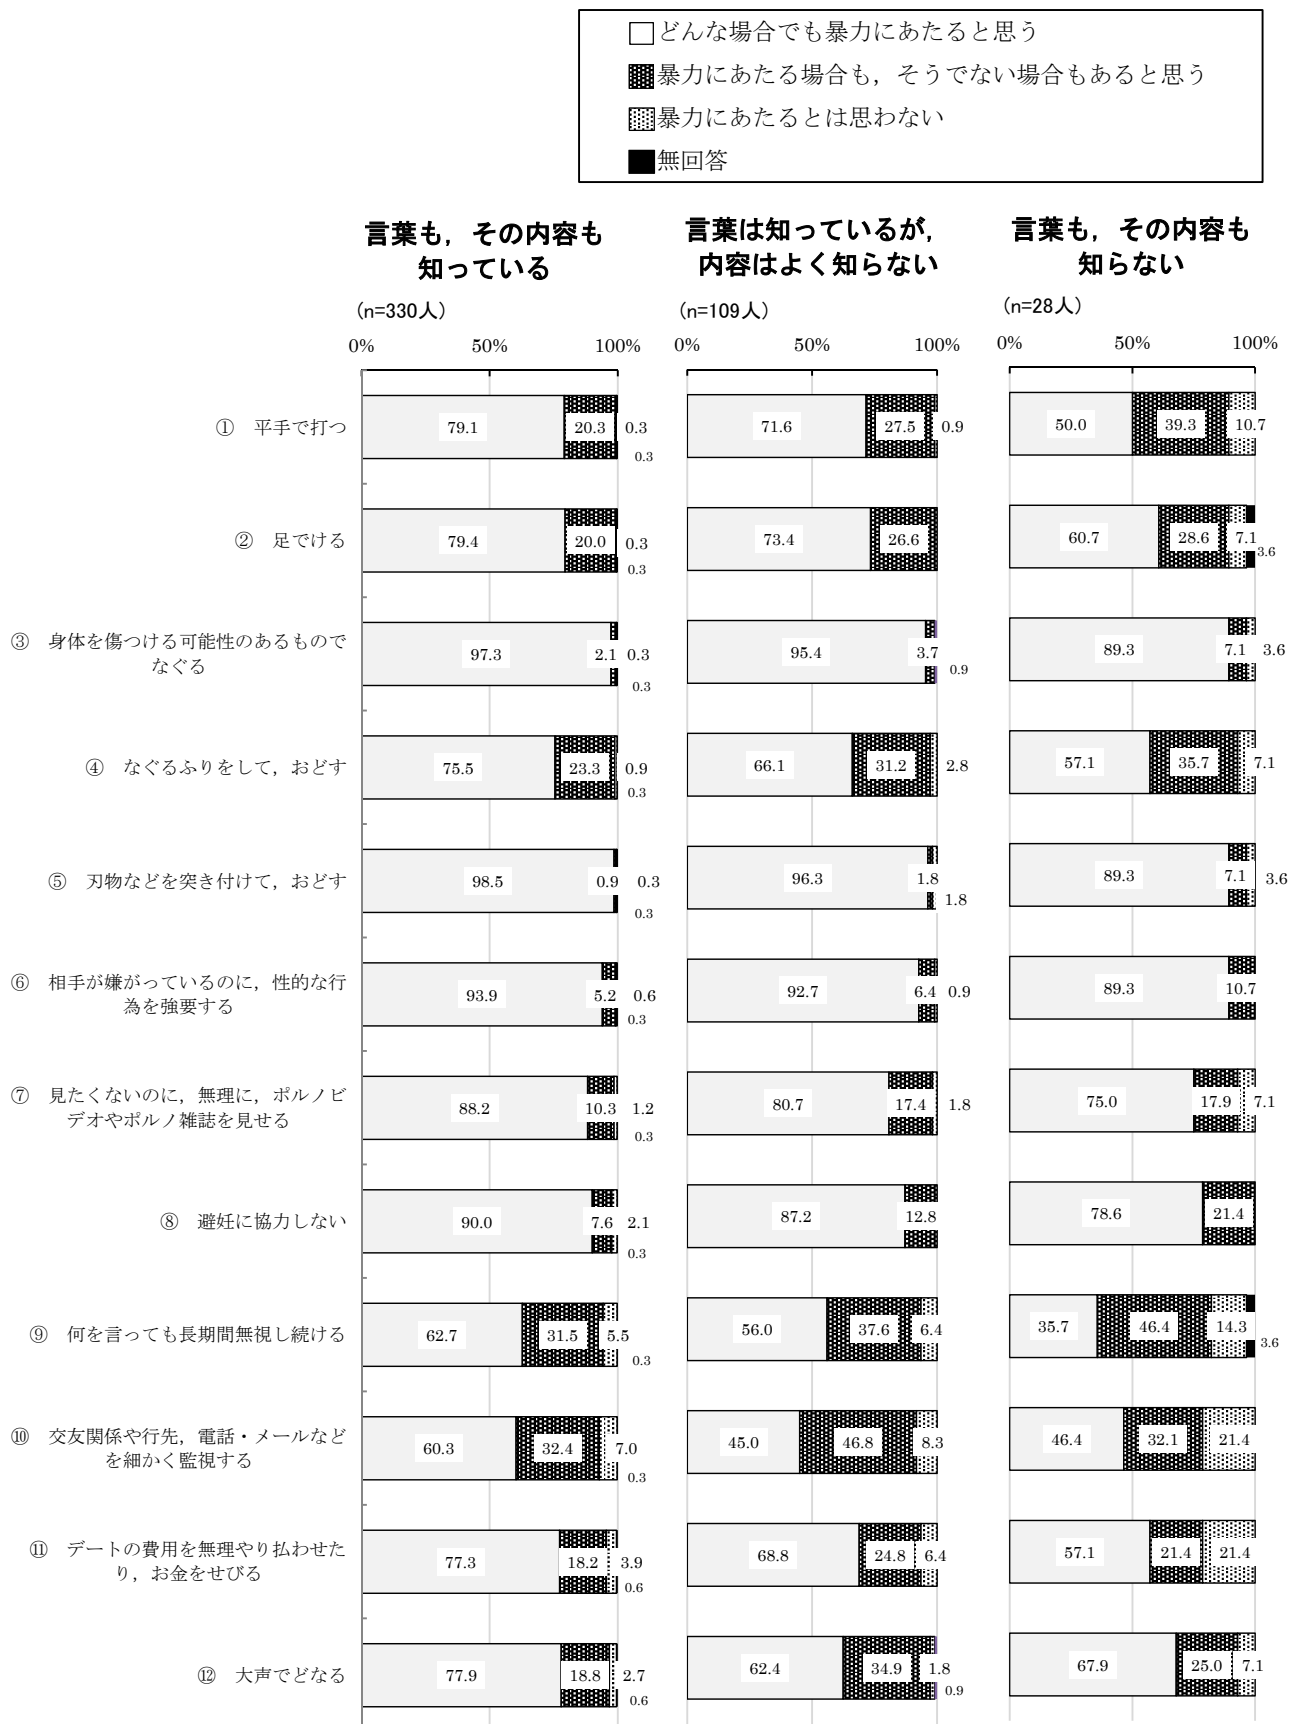 どんな場合でも暴力にあたると思う
暴力にあたる場合も，そうでない場合もあると思う
暴力にあたるとは思わない
無回答
言葉も，その内容も
知っている
(n=330人)
0% 50% 100%
言葉は知っているが，
内容はよく知らない
(n=109人)
0% 50% 100%
言葉も，その内容も
知らない
(n=28人)
0% 50% 100%
① 平手で打つ
79.1 20.3 0.3
0.3
71.6 27.5 0.9
50.0 39.3 10.7
② 足でける
79.4 20.0 0.3
0.3
73.4 26.6
60.7 28.6 7.1
3.6
③ 身体を傷つける可能性のあるもので
なぐる
97.3 2.1 0.3
0.3
95.4 3.7
0.9
89.3 7.1 3.6
④ なぐるふりをして，おどす
75.5 23.3 0.9
0.3
66.1 31.2 2.8
57.1 35.7 7.1
⑤ 刃物などを突き付けて，おどす
98.5 0.9 0.3
0.3
96.3 1.8
1.8
89.3 7.1 3.6
⑥ 相手が嫌がっているのに，性的な行
為を強要する
93.9 5.2 0.6
0.3
92.7 6.4 0.9
89.3 10.7
⑦ 見たくないのに，無理に，ポルノビ
デオやポルノ雑誌を見せる
88.2 10.3 1.2
0.3
80.7 17.4 1.8
75.0 17.9 7.1
⑧ 避妊に協力しない
90.0 7.6 2.1
0.3
87.2 12.8
78.6 21.4
⑨ 何を言っても長期間無視し続ける
62.7 31.5 5.5
0.3
56.0 37.6 6.4
35.7 46.4 14.3
3.6
⑩ 交友関係や行先，電話・メールなど
を細かく監視する
60.3 32.4 7.0
0.3
45.0 46.8 8.3
46.4 32.1 21.4
⑪ デートの費用を無理やり払わせた
り，お金をせびる
77.3 18.2 3.9
0.6
68.8 24.8 6.4
57.1 21.4 21.4
⑫ 大声でどなる
77.9 18.8 2.7
0.6
62.4 34.9 1.8
0.9
67.9 25.0 7.1